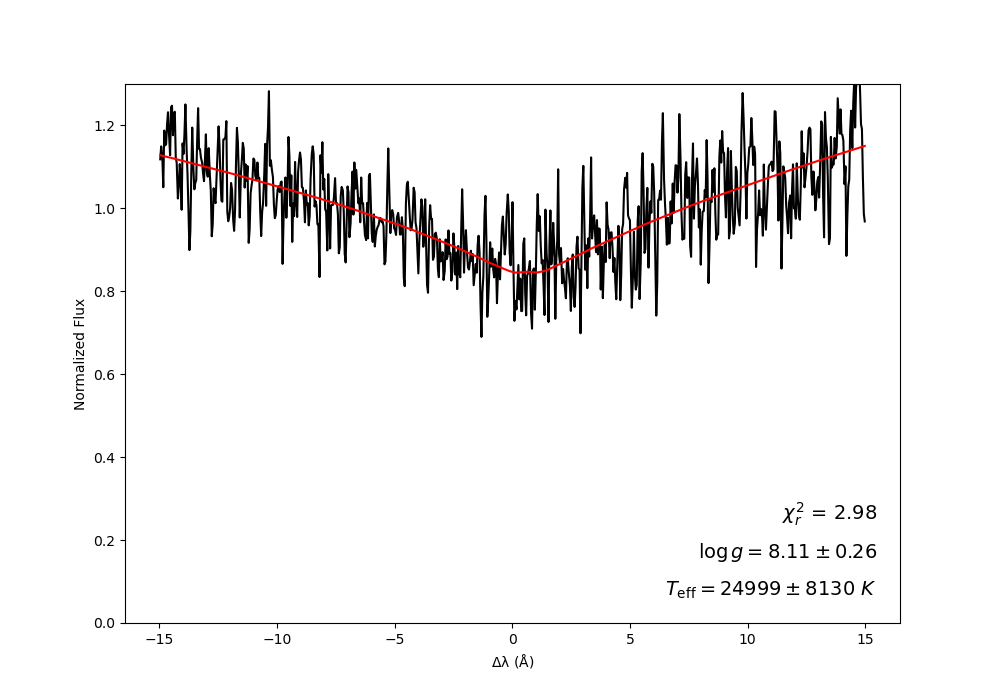 Normalized Flux
1.2
1.0
0.8
0.6
0.4
0.2
0.0
χ²ᵣ = 2.98
log g = 8.11 ± 0.26
T_eff = 24999 ± 8130 K
−15 −10 −5 0 5 10 15
Δλ (Å)